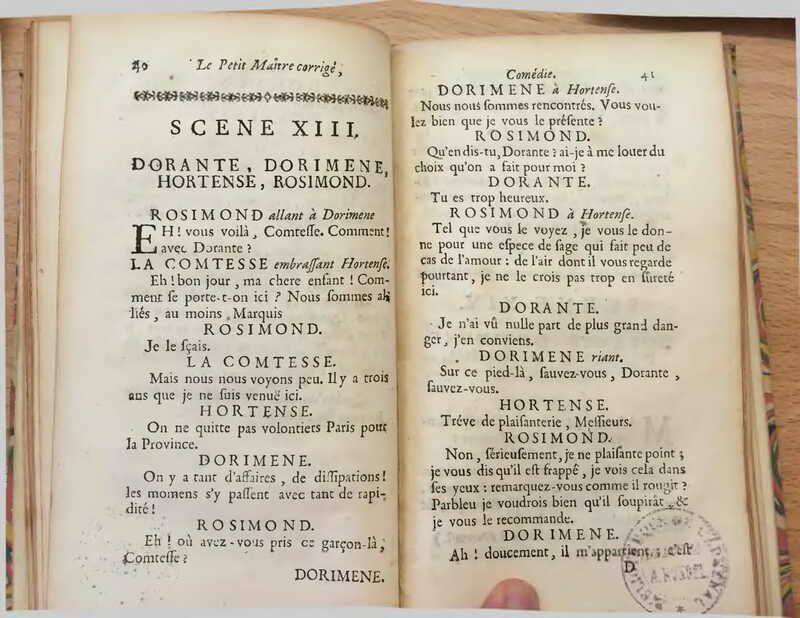 40 Le Petit Maître corrigé,
SCENE XIII.
DORANTE, DORIMENE,
HORTENSE, ROSIMOND.
ROSIMOND allant à Dorimene
EH! vous voilà, Comtesse. Comment!
avec Dorante ?
LA COMTESSE embrassant Hortense.
Eh! bon jour, ma chere enfant ! Com-
ment se porte-t-on ici ? Nous sommes al-
liés, au moins, Marquis
ROSIMOND.
Je le sçais.
LA COMTESSE.
Mais nous nous voyons peu. Il y a trois
ans que je ne suis venuë ici.
HORTENSE.
On ne quitte pas volontiers Paris pour
la Province.
DORIMENE.
On y a tant d'affaires, de dissipations!
les momens s'y passent avec tant de rapi-
dité!
ROSIMOND.
Eh ! où avez-vous pris ce garçon-là,
Comtesse ?
DORIMENE.
Comédie. 41
DORIMENE à Hortense.
Nous nous sommes rencontrés. Vous vou-
lez bien que je vous le présente ?
ROSIMOND.
Qu'en dis-tu, Dorante ? ai-je à me louer du
choix qu'on a fait pour moi ?
DORANTE.
Tu es trop heureux.
ROSIMOND à Hortense.
Tel que vous le voyez, je vous le don-
ne pour une espece de sage qui fait peu de
cas de l'amour : de l'air dont il vous regarde
pourtant, je ne le crois pas trop en sûreté
ici.
DORANTE.
Je n'ai vû nulle part de plus grand dan-
ger, j'en conviens.
DORIMENE riant.
Sur ce pied-là, sauvez-vous, Dorante,
sauvez-vous.
HORTENSE.
Tréve de plaisanterie, Messieurs.
ROSIMOND.
Non, sérieusement, je ne plaisante point ;
je vous dis qu'il est frappé, je vois cela dans
ses yeux : remarquez-vous comme il rougit ?
Parbleu je voudrois bien qu'il soupirât, &
je vous le recommande.
DORIMENE.
Ah ! doucement, il m'appartient ; c'est
D